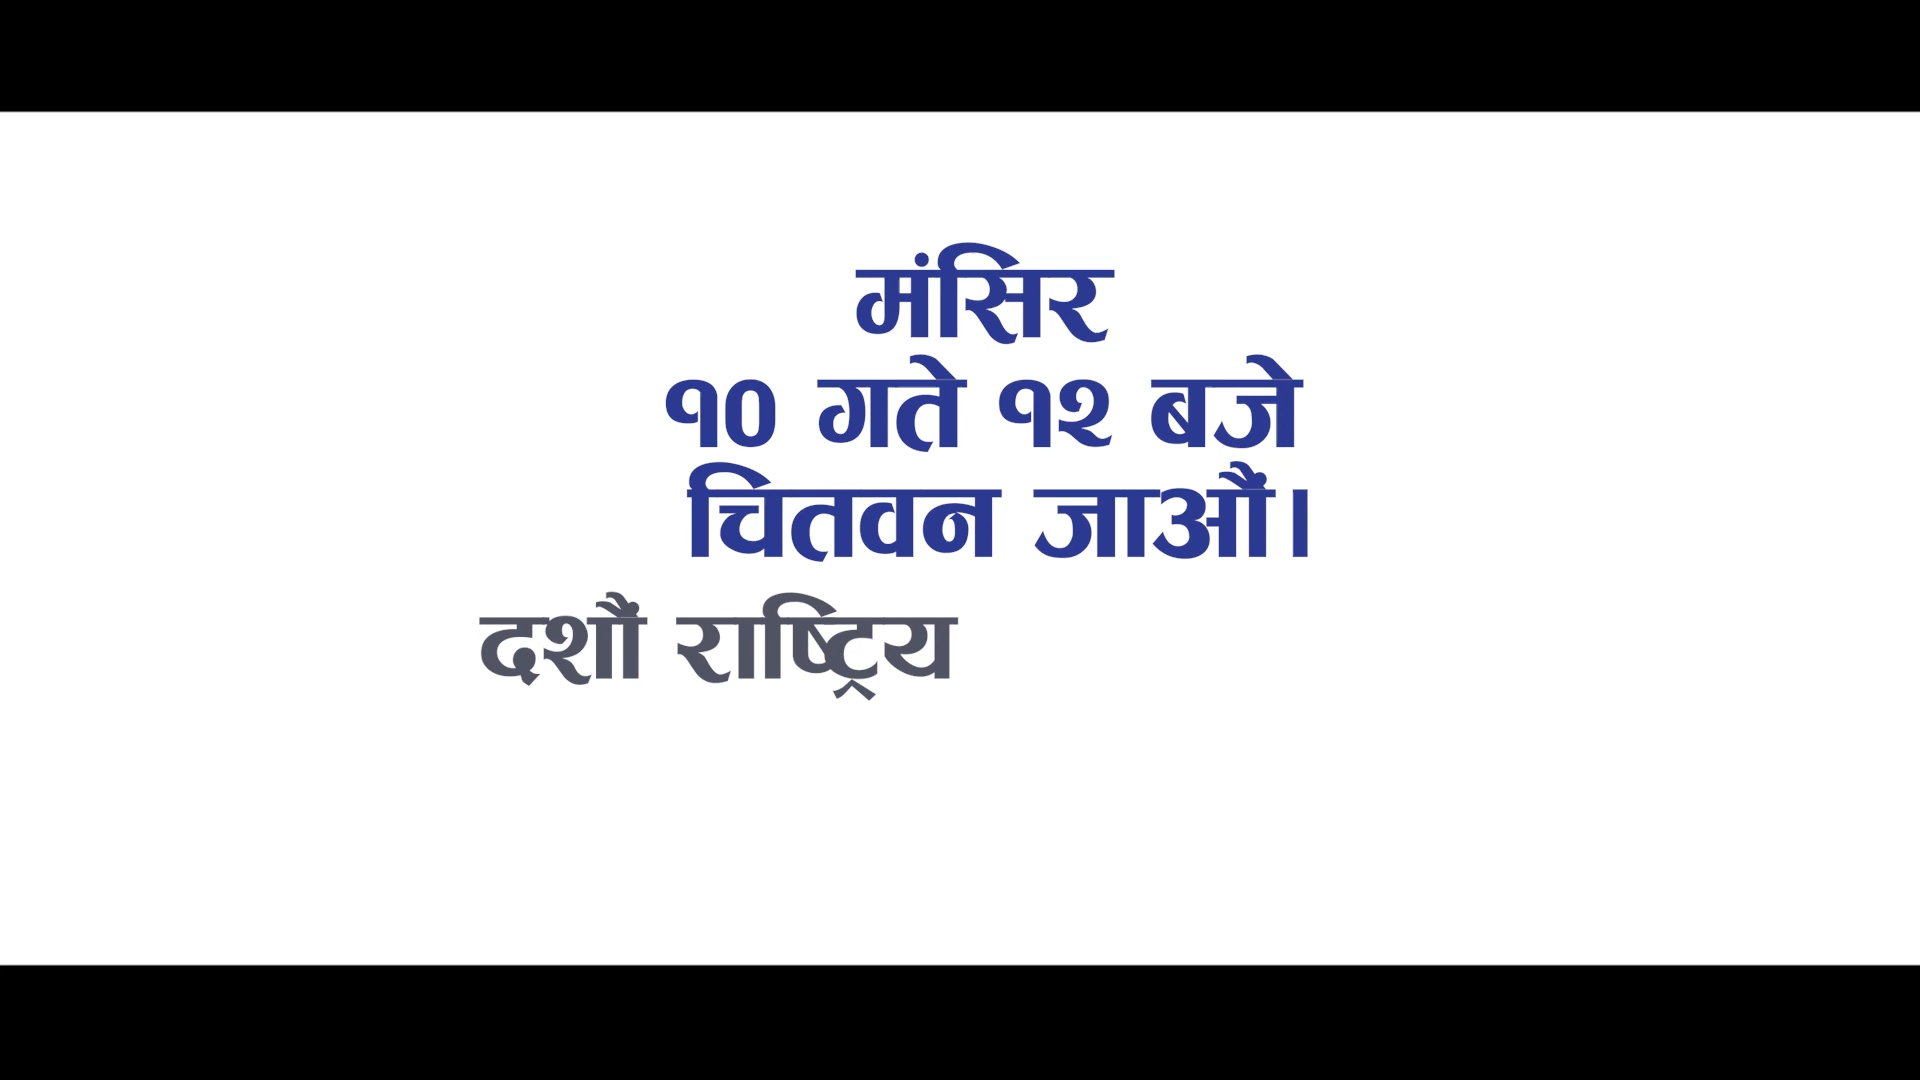 मंसिर
१० गते १२ बजे
चितवन जाऔं।
दशौं राष्ट्रिय